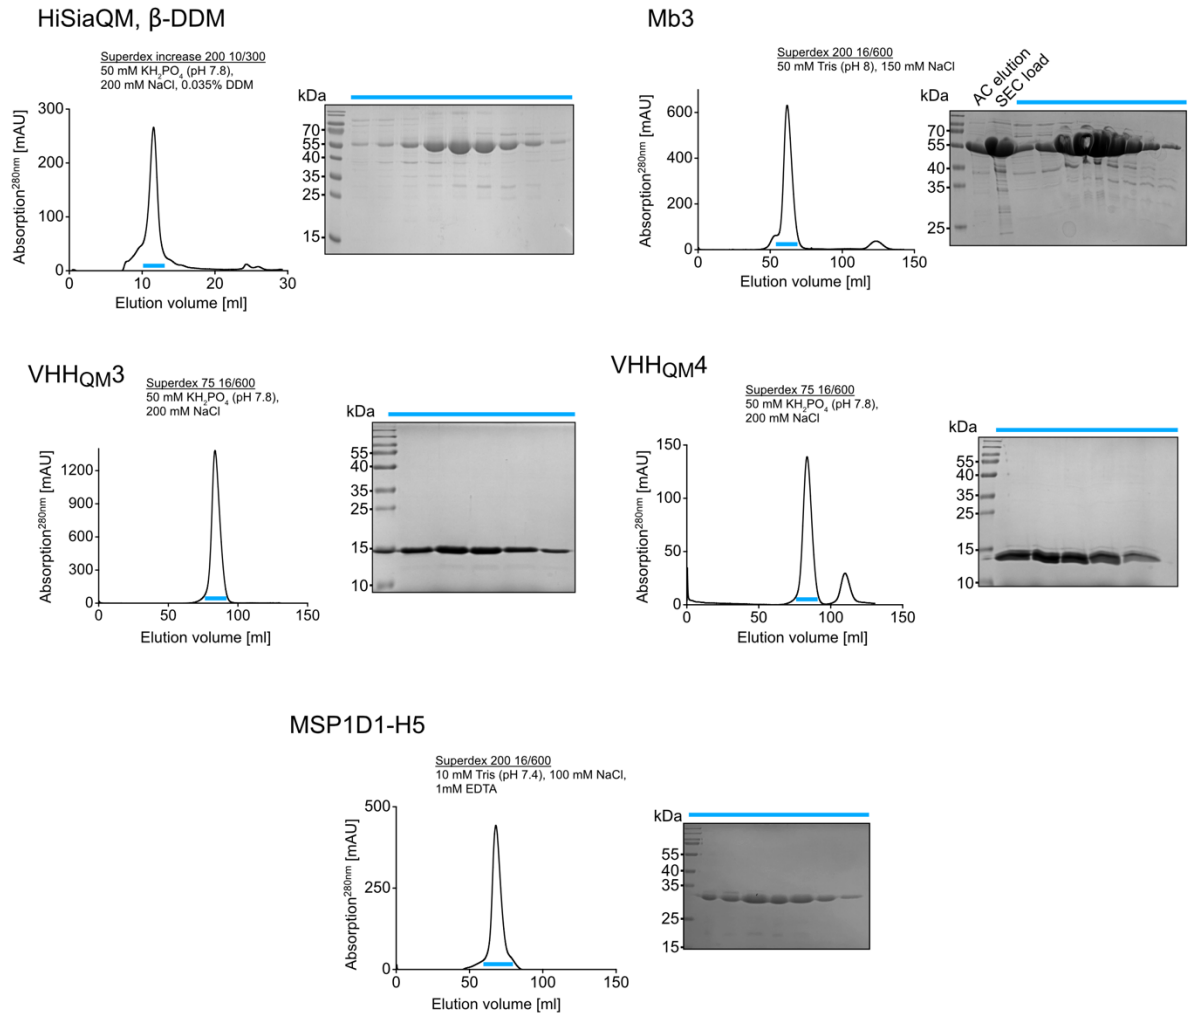 HiSiaQM, β-DDM
Superdex increase 200 10/300
50 mM KH2PO4 (pH 7.8),
200 mM NaCl, 0.035% DDM
Absorption280nm [mAU]
300
200
100
0
0 10 20 30
Elution volume [ml]
kDa
70
55
40
35
25
15
Mb3
Superdex 200 16/600
50 mM Tris (pH 8), 150 mM NaCl
Absorption280nm [mAU]
600
400
200
0
0 50 100 150
Elution volume [ml]
kDa
AC elution
SEC load
70
55
40
35
25
VHHQM3
Superdex 75 16/600
50 mM KH2PO4 (pH 7.8),
200 mM NaCl
Absorption280nm [mAU]
1200
900
600
300
0
0 50 100 150
Elution volume [ml]
kDa
55
40
35
25
15
10
VHHQM4
Superdex 75 16/600
50 mM KH2PO4 (pH 7.8),
200 mM NaCl
Absorption280nm [mAU]
150
100
50
0
0 50 100 150
Elution volume [ml]
kDa
55
40
35
25
15
10
MSP1D1-H5
Superdex 200 16/600
10 mM Tris (pH 7.4), 100 mM NaCl,
1mM EDTA
Absorption280nm [mAU]
500
250
0
0 50 100 150
Elution volume [ml]
kDa
55
40
35
25
15